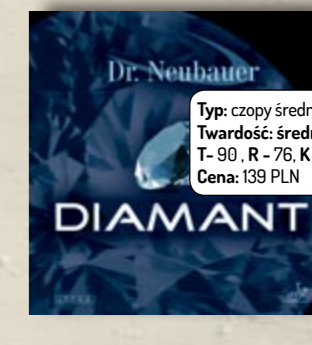 Dr. Neubauer
Typ: czopy średn
Twardość: średn
T- 90 , R - 76, K
Cena: 139 PLN
DIAMANT